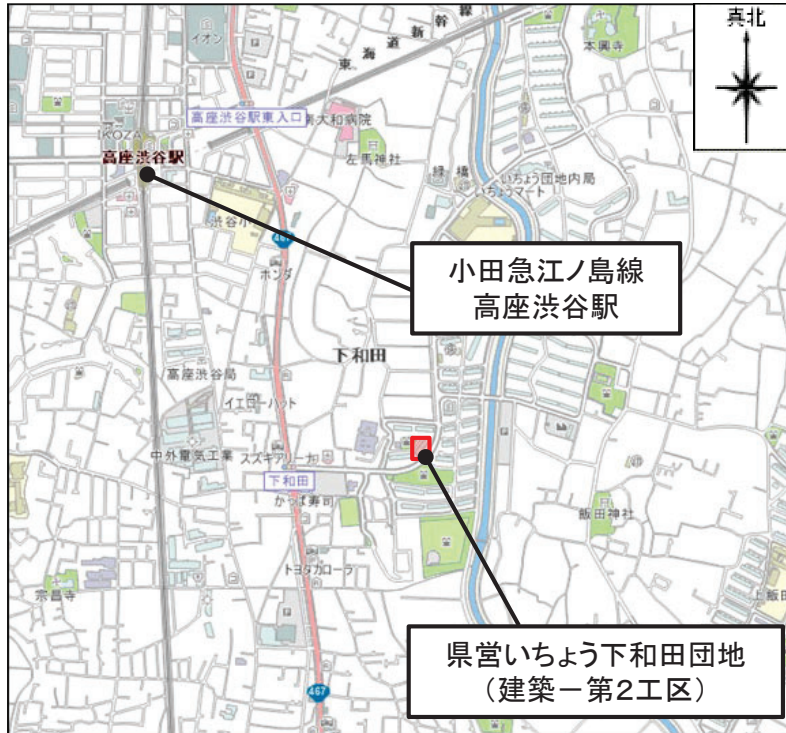 真北
イオン
東海道新幹線
本興寺
高座渋谷駅東入口
大和病院
IKOZA
高座渋谷駅
左馬神社
緑橋
いちょう団地内局
いちょうマート
渋谷小
467
ホンダ
小田急江ノ島線
高座渋谷駅
下和田
高座渋谷局
イエローハット
中外電気工業
スズキアリーナ
下和田
かっぱ寿司
飯田神社
トヨタカローラ
宗昌寺
上飯田
県営いちょう下和田団地
(建築－第2工区)
467